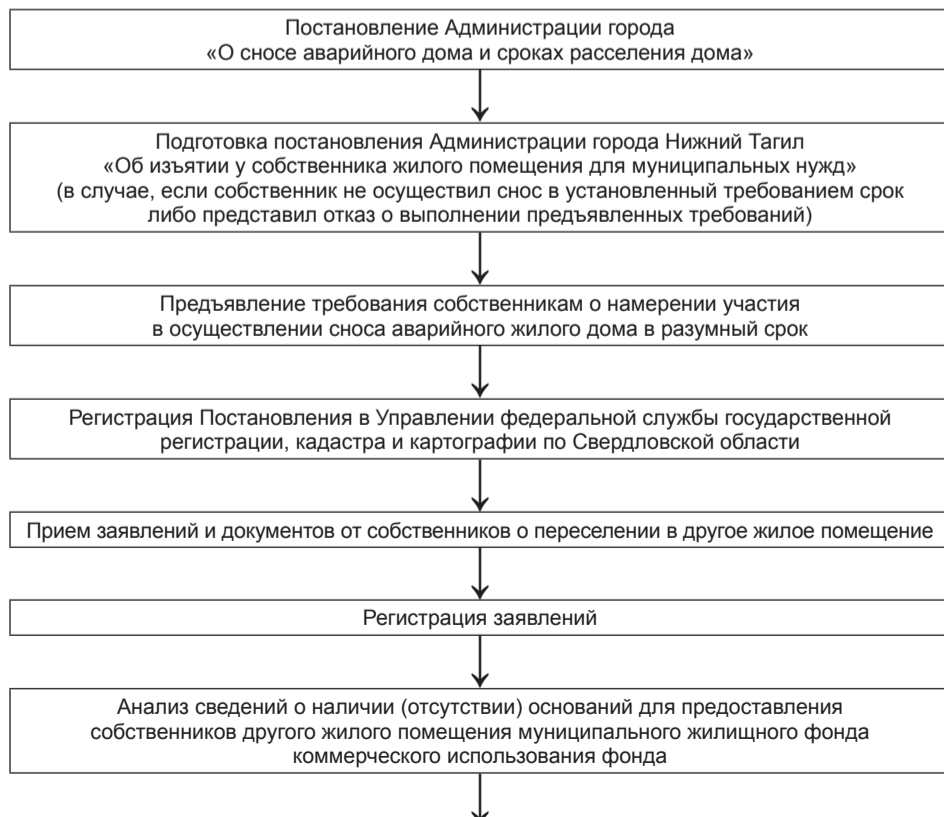 Постановление Администрации города
«О сносе аварийного дома и сроках расселения дома»
Подготовка постановления Администрации города Нижний Тагил
«Об изъятии у собственника жилого помещения для муниципальных нужд»
(в случае, если собственник не осуществил снос в установленный требованием срок
либо представил отказ о выполнении предъявленных требований)
Предъявление требования собственникам о намерении участия
в осуществлении сноса аварийного жилого дома в разумный срок
Регистрация Постановления в Управлении федеральной службы государственной
регистрации, кадастра и картографии по Свердловской области
Прием заявлений и документов от собственников о переселении в другое жилое помещение
Регистрация заявлений
Анализ сведений о наличии (отсутствии) оснований для предоставления
собственников другого жилого помещения муниципального жилищного фонда
коммерческого использования фонда